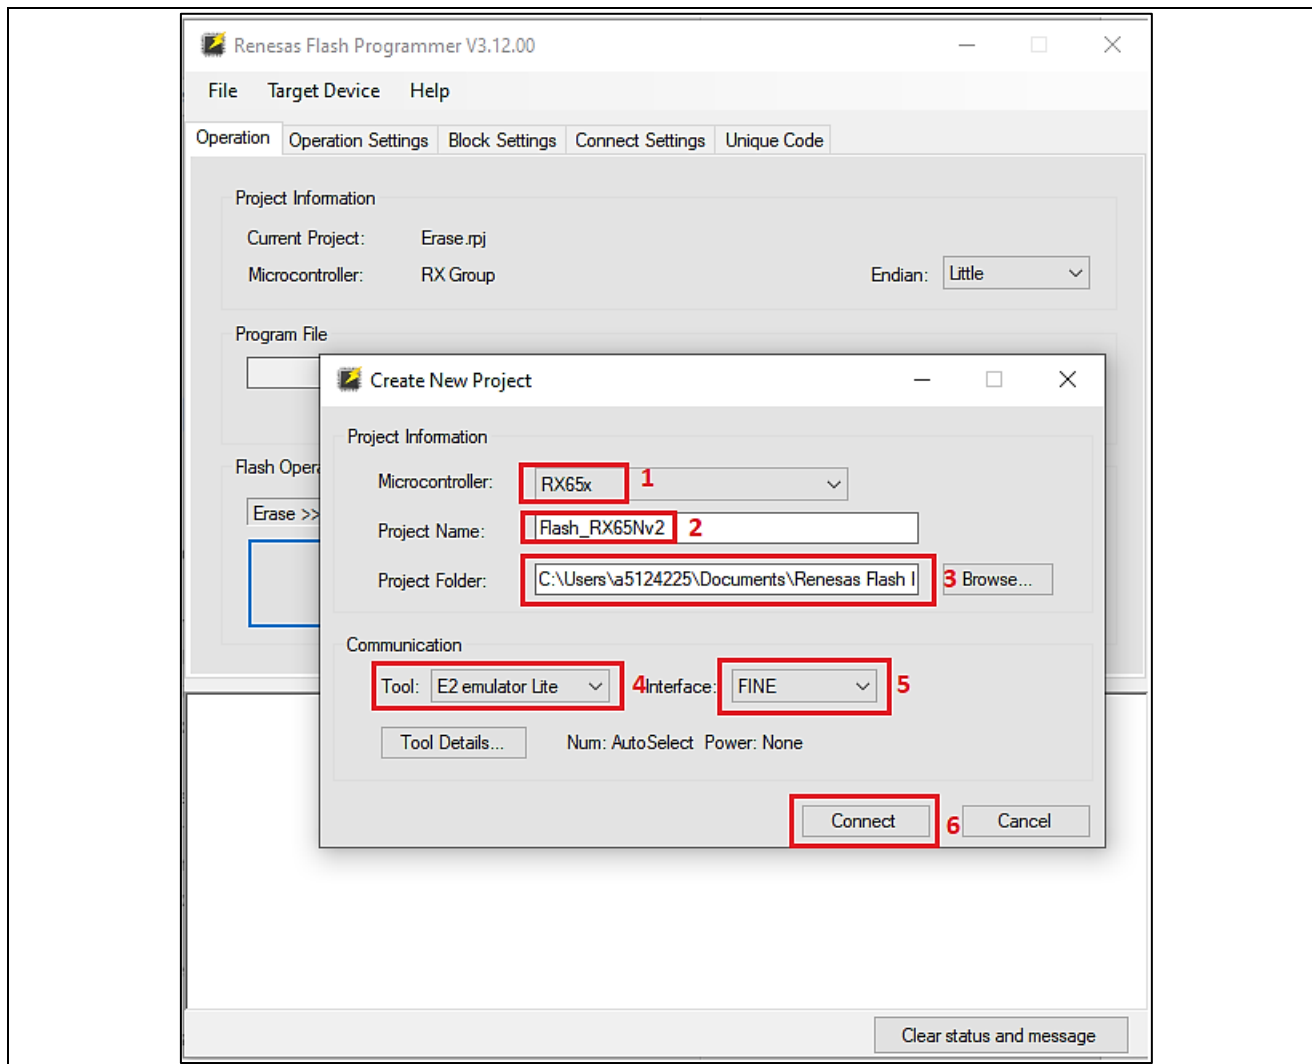 Renesas Flash Programmer V3.12.00
File Target Device Help
Operation Operation Settings Block Settings Connect Settings Unique Code
Project Information
Current Project: Erase.rpj
Microcontroller: RX Group Endian: Little
Program File
Create New Project
Project Information
Flash Opera
Microcontroller: RX65x 1
Erase >>
Project Name: Flash_RX65Nv2 2
Project Folder: C:\Users\a5124225\Documents\Renesas Flash 3 Browse...
Communication
Tool: E2 emulator Lite 4 Interface: FINE 5
Tool Details... Num: AutoSelect Power: None
Connect 6 Cancel
Clear status and message